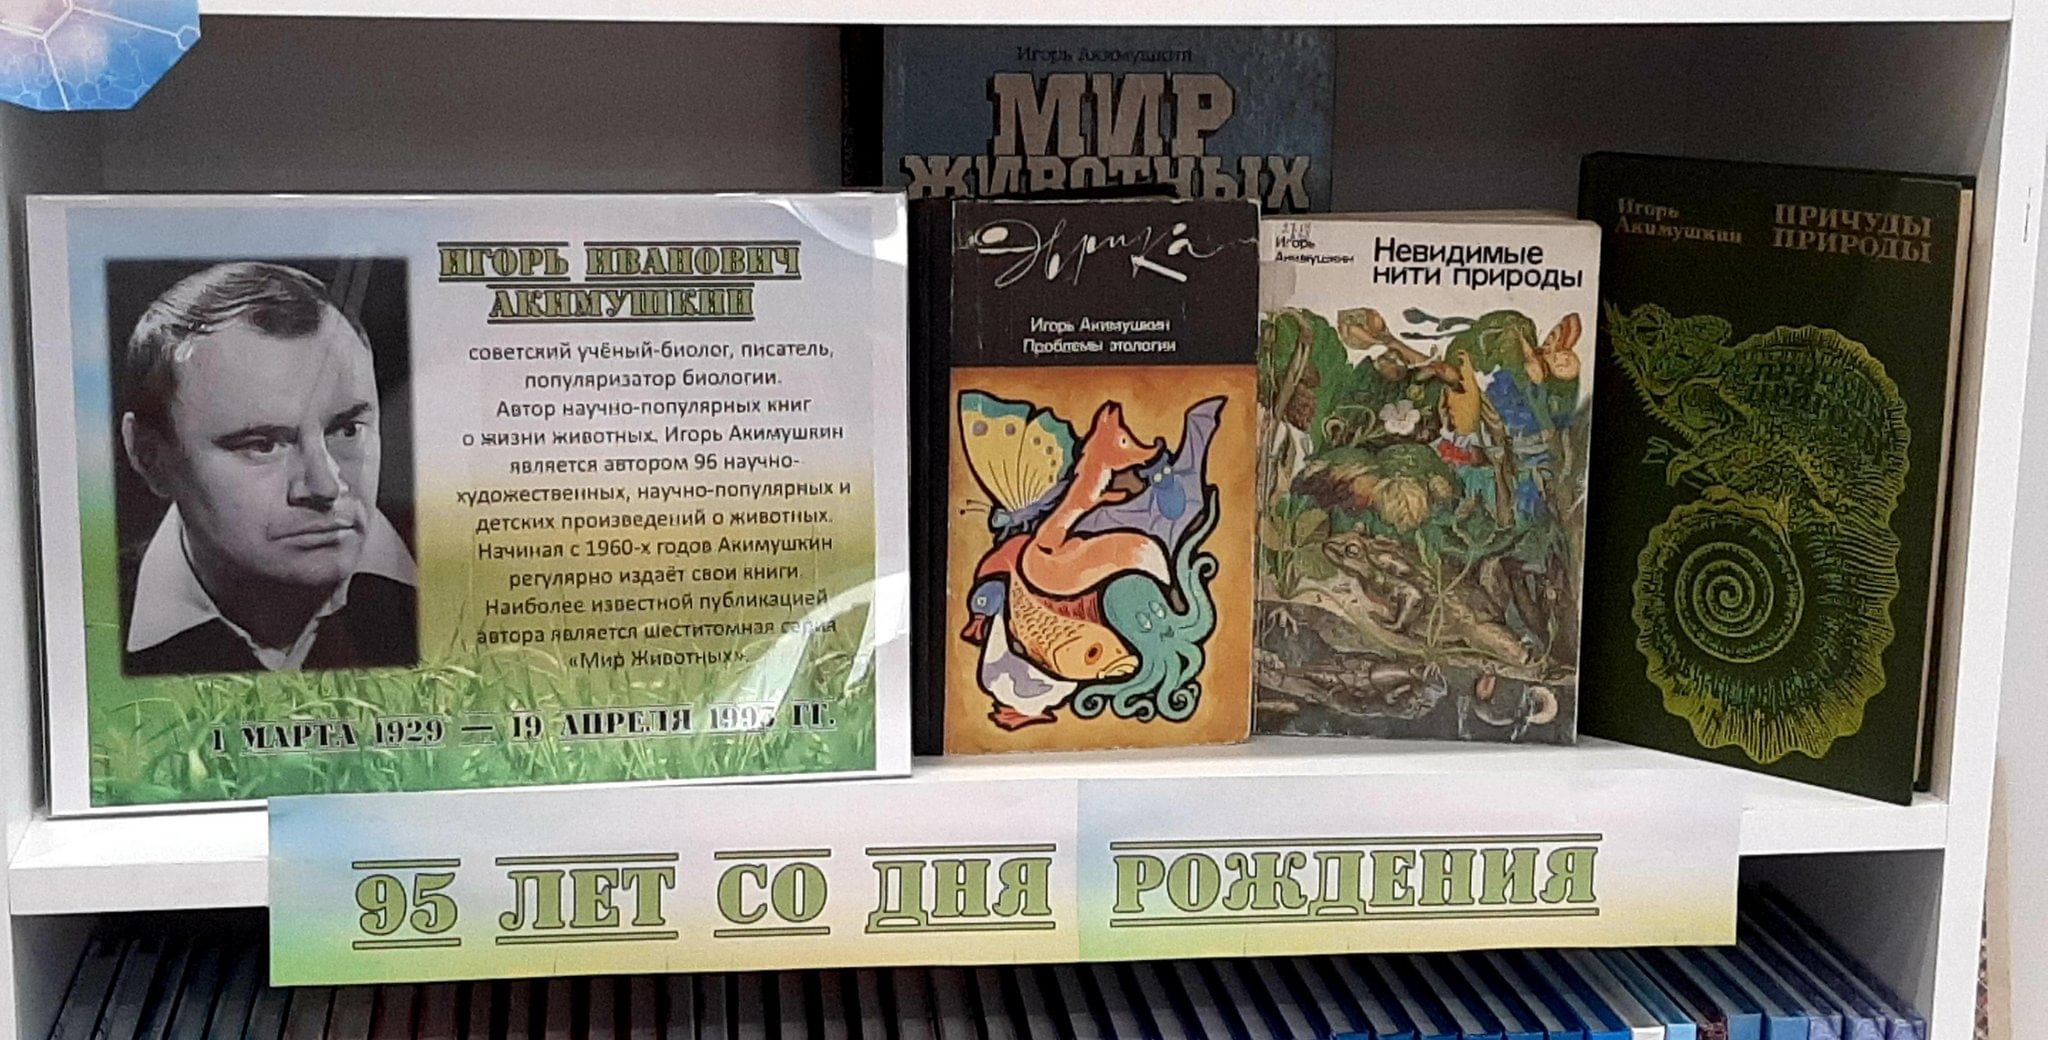 ИГОРЬ ИВАНОВИЧ
АКИМУШКИН
советский учёный-биолог, писатель,
популяризатор биологии.
Автор научно-популярных книг
о жизни животных. Игорь Акимушкин
является автором 96 научно-
художественных, научно-популярных и
детских произведений о животных.
Начиная с 1960-х годов Акимушкин
регулярно издаёт свои книги.
Наиболее известной публикацией
автора является шеститомная серия
«Мир Животных».
1 МАРТА 1929 — 19 АПРЕЛЯ 1993 ГГ.
Игорь Акимушкин
МИР
ЖИВОТНЫХ
Эврика
Игорь Акимушкин
Проблемы этологии
Игорь
Акимушкин
Невидимые
нити природы
Игорь
Акимушкин
ПРИЧУДЫ
ПРИРОДЫ
95 ЛЕТ СО ДНЯ РОЖДЕНИЯ